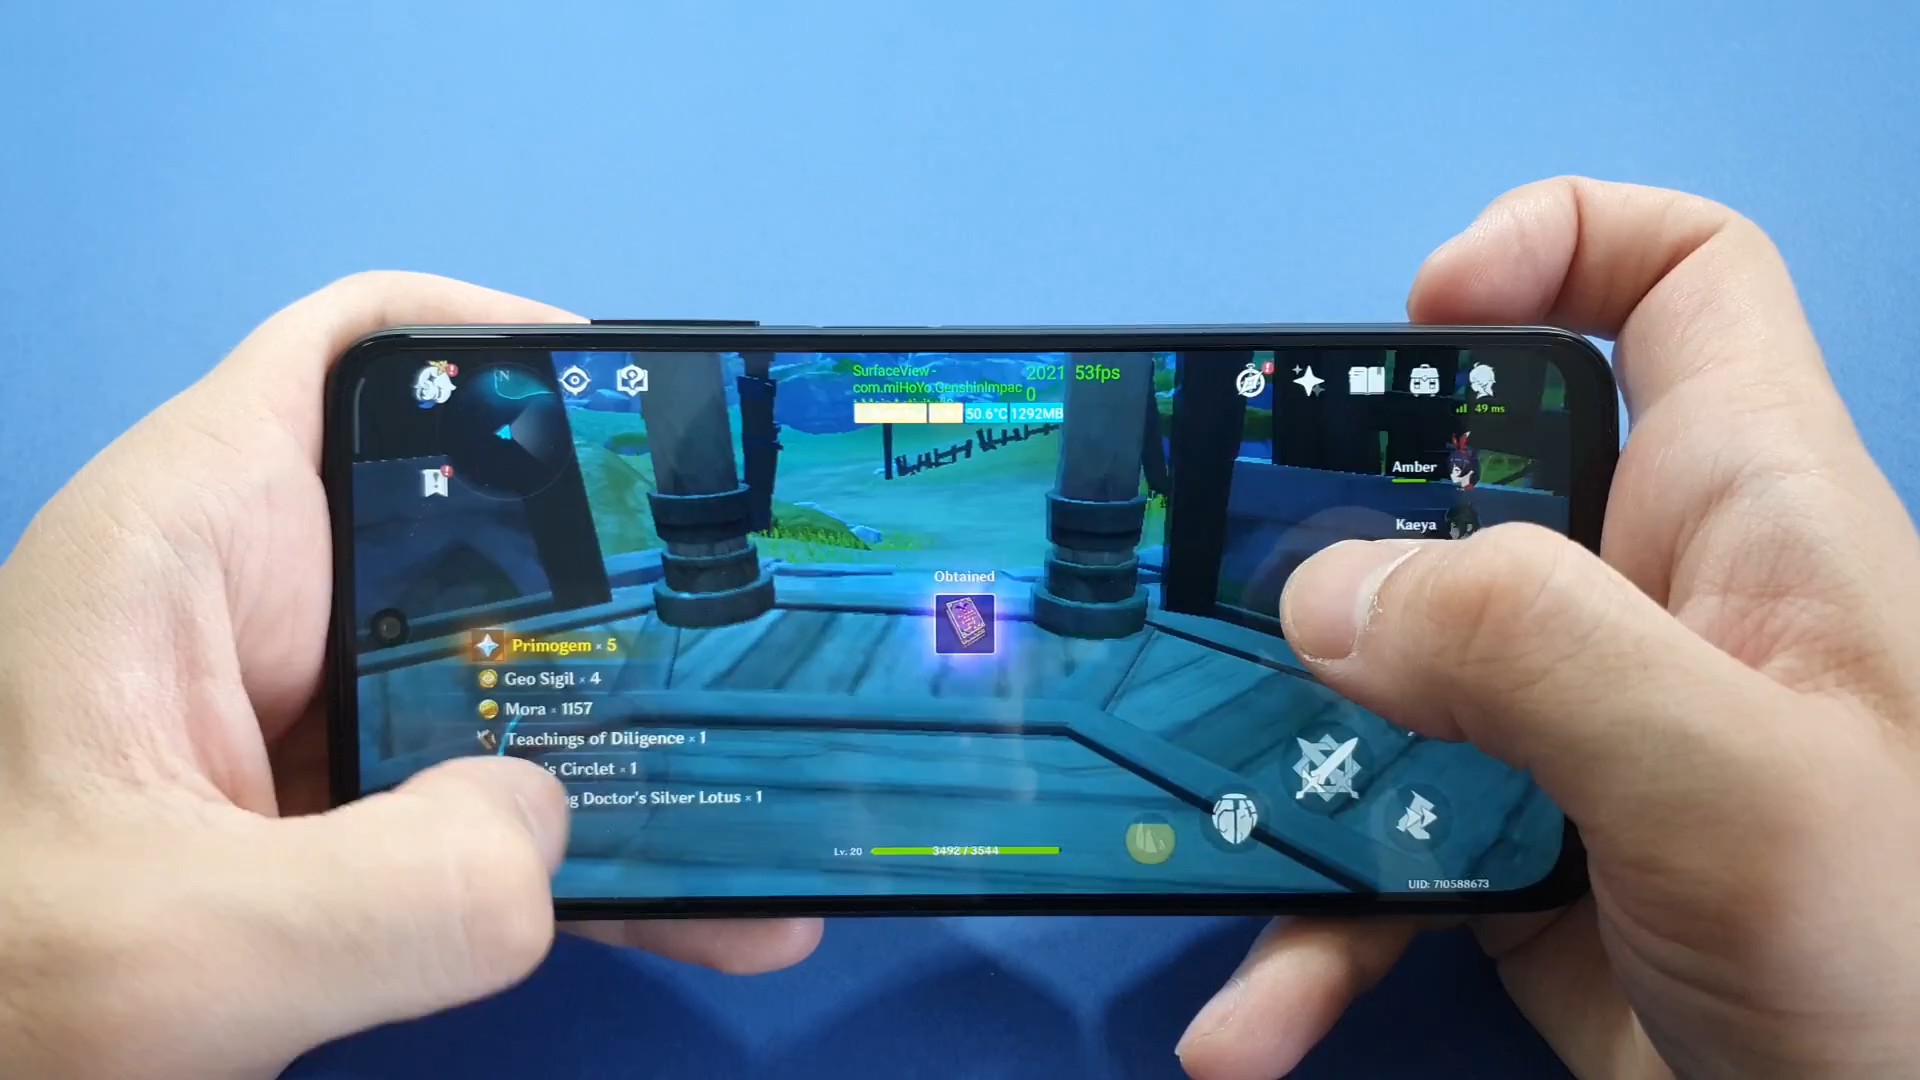 N
SurfaceView -
com.miHoYo.GenshinImpac
2021 53fps
0
50.6°C 1292MB
49 ms
Amber
Kaeya
Obtained
Primogem × 5
Geo Sigil × 4
Mora × 1157
Teachings of Diligence × 1
's Circlet × 1
Doctor's Silver Lotus × 1
Lv. 20
3492 / 3544
UID: 710588673